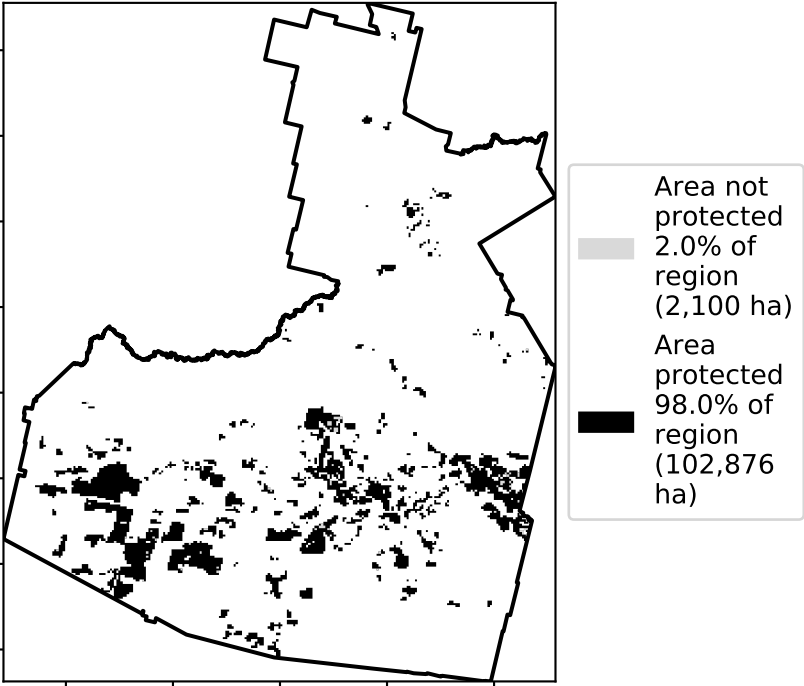 Area not
protected
2.0% of
region
(2,100 ha)
Area
protected
98.0% of
region
(102,876
ha)